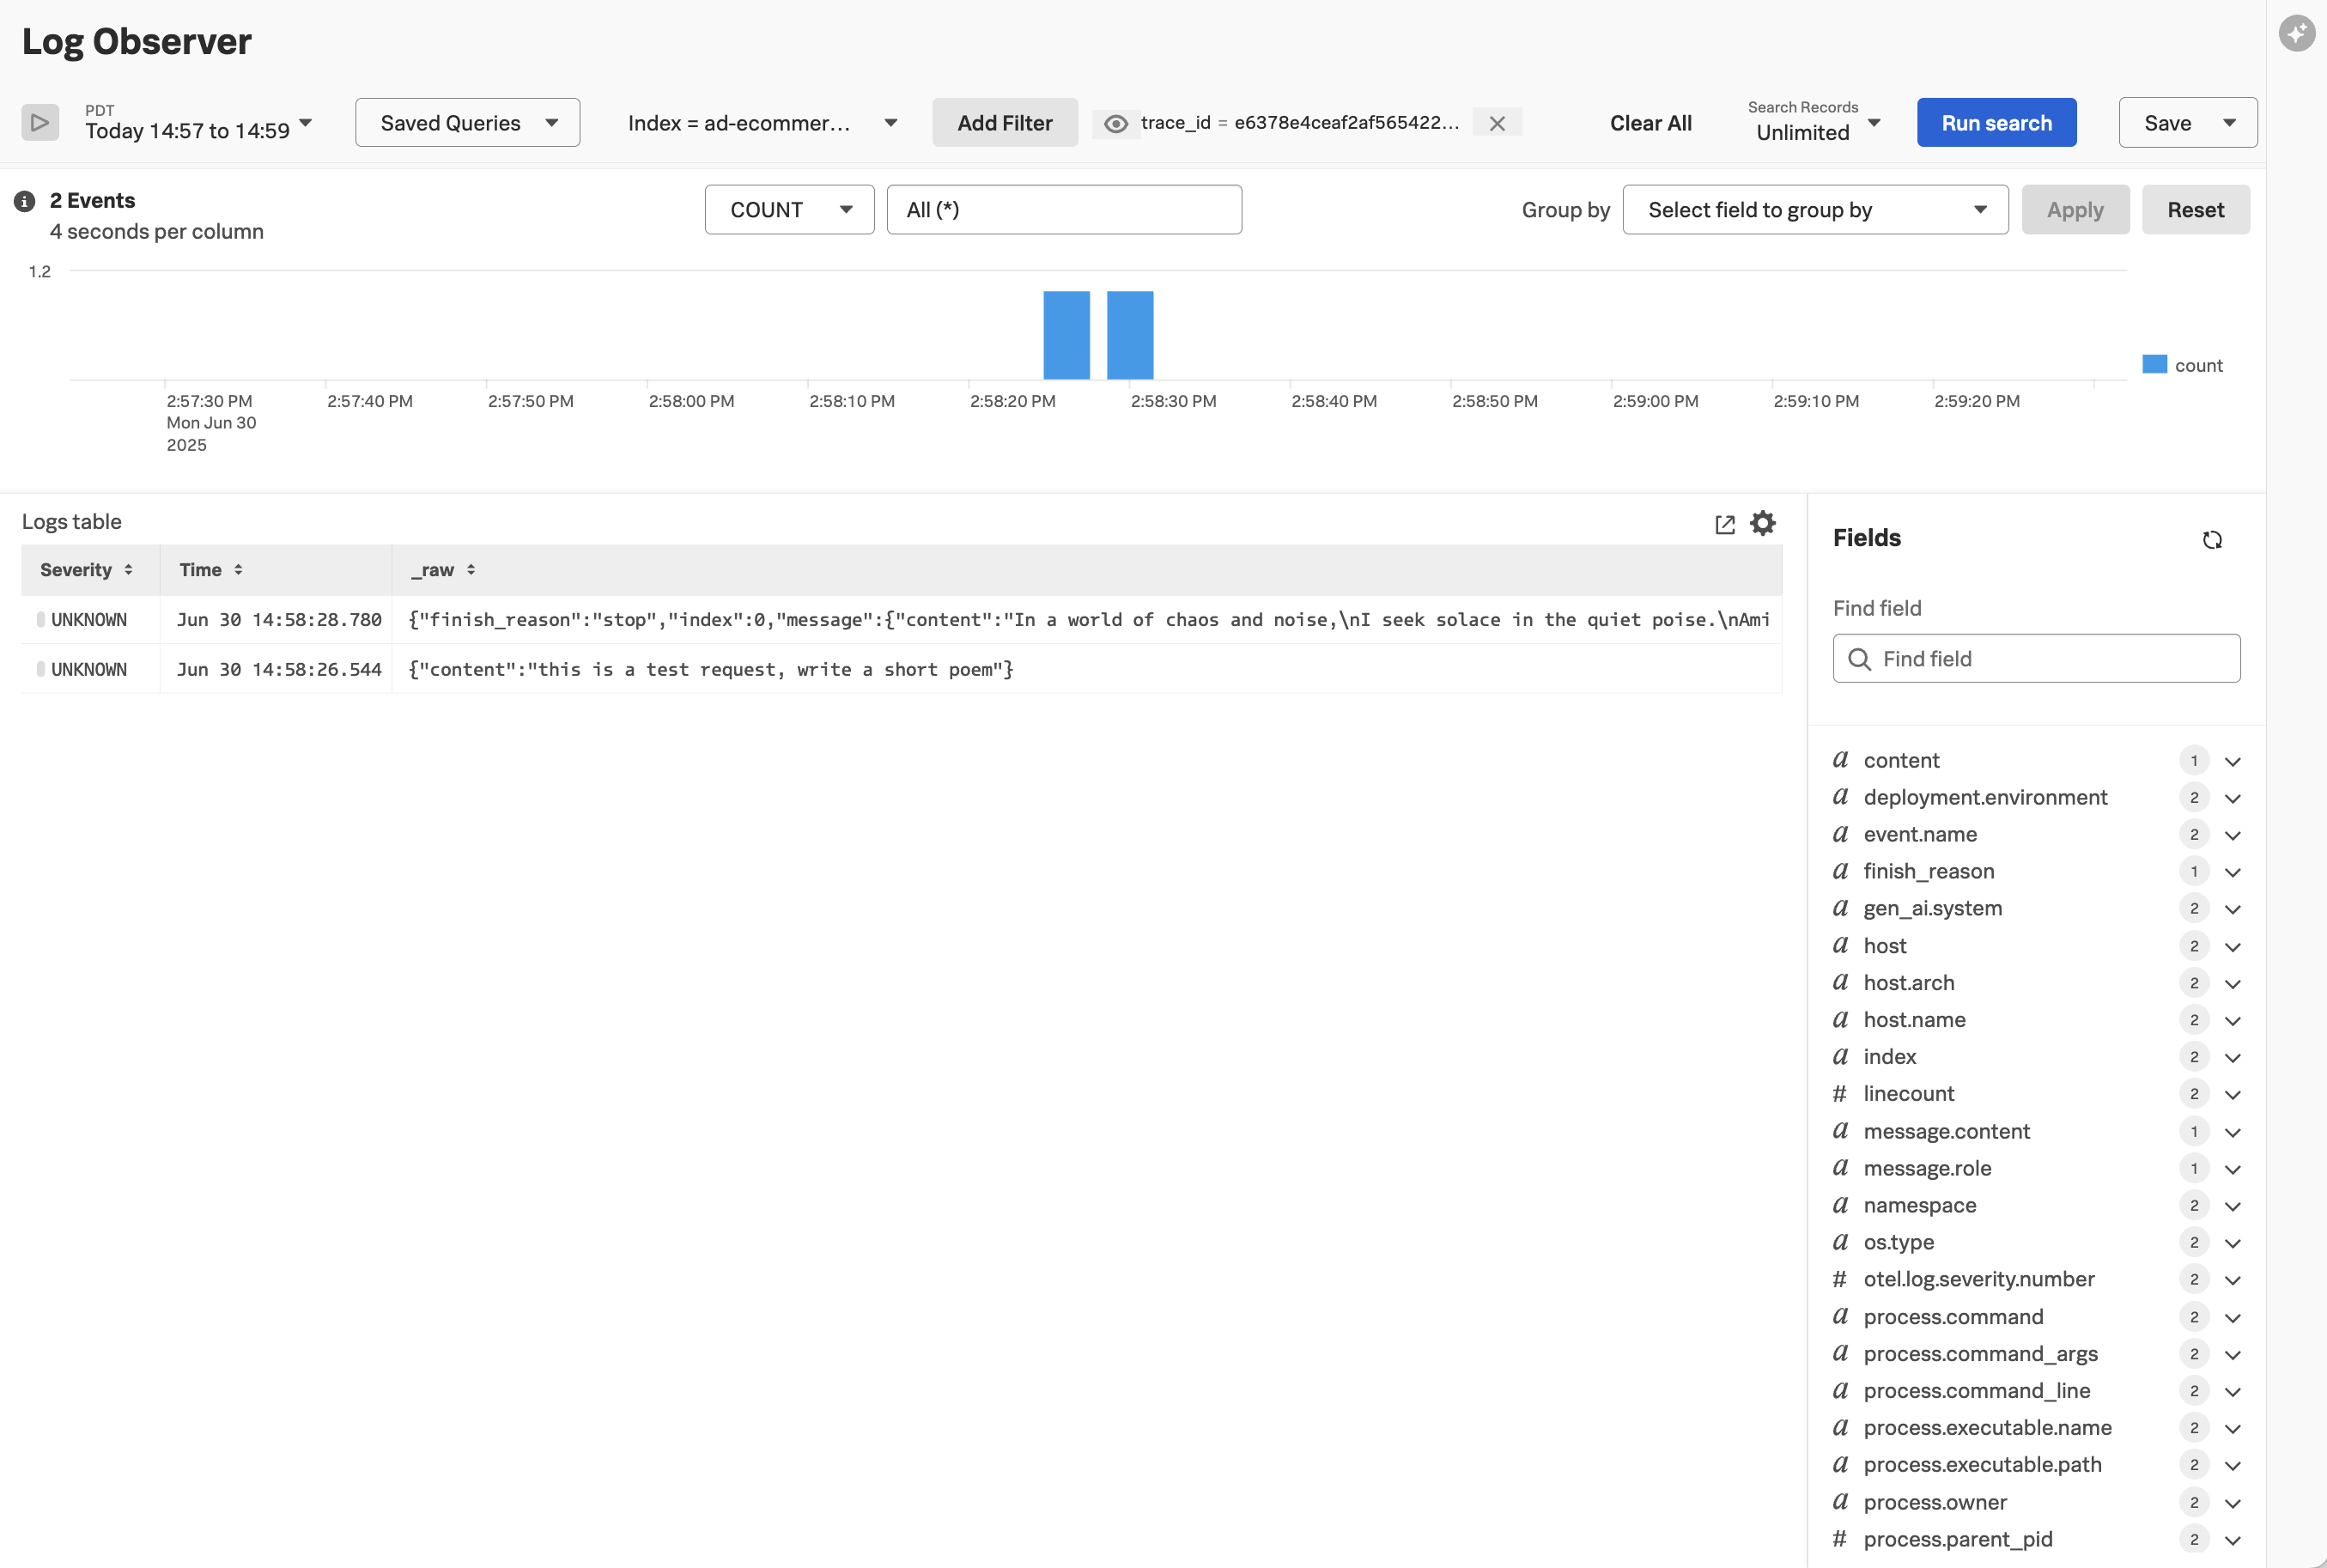 Log Observer
PDT
Today 14:57 to 14:59
Saved Queries
Index = ad-ecommer...
Add Filter
trace_id = e6378e4ceaf2af565422...
Clear All
Search Records
Unlimited
Run search
Save
2 Events
4 seconds per column
COUNT
All (*)
Group by
Select field to group by
Apply
Reset
1.2
count
2:57:30 PM
2:57:40 PM
2:57:50 PM
2:58:00 PM
2:58:10 PM
2:58:20 PM
2:58:30 PM
2:58:40 PM
2:58:50 PM
2:59:00 PM
2:59:10 PM
2:59:20 PM
Mon Jun 30
2025
Logs table
Severity
Time
_raw
UNKNOWN
Jun 30 14:58:28.780
{"finish_reason":"stop","index":0,"message":{"content":"In a world of chaos and noise,\nI seek solace in the quiet poise.\nAmi
UNKNOWN
Jun 30 14:58:26.544
{"content":"this is a test request, write a short poem"}
Fields
Find field
Find field
a content 1
a deployment.environment 2
a event.name 2
a finish_reason 1
a gen_ai.system 2
a host 2
a host.arch 2
a host.name 2
a index 2
# linecount 2
a message.content 1
a message.role 1
a namespace 2
a os.type 2
# otel.log.severity.number 2
a process.command 2
a process.command_args 2
a process.command_line 2
a process.executable.name 2
a process.executable.path 2
a process.owner 2
# process.parent_pid 2